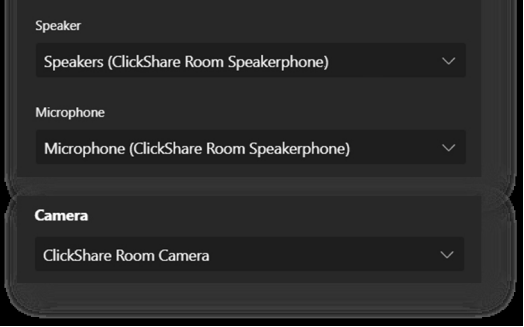 Speaker
Speakers (ClickShare Room Speakerphone)
Microphone
Microphone (ClickShare Room Speakerphone)
Camera
ClickShare Room Camera